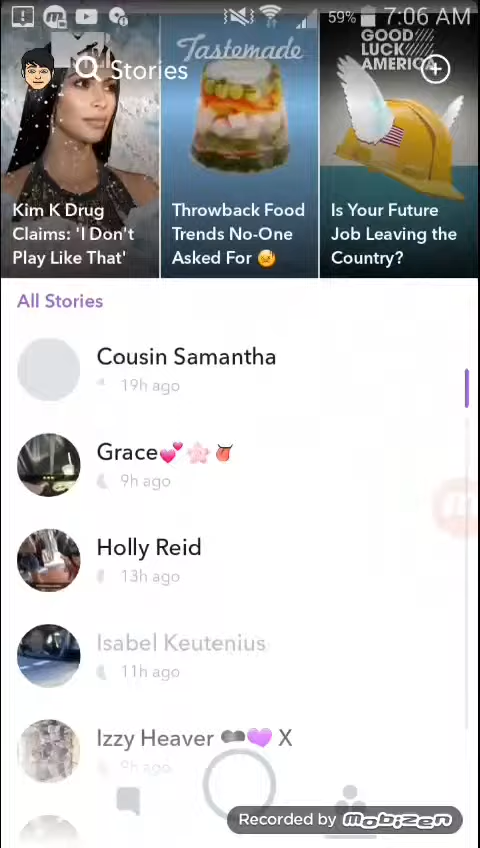 59% 7:06 AM
Stories
Tastemade
GOOD
LUCK
AMERICA
Kim K Drug
Claims: 'I Don't
Play Like That'
Throwback Food
Trends No-One
Asked For 🤢
Is Your Future
Job Leaving the
Country?
All Stories
Cousin Samantha
19h ago
Grace💕🌸👅
9h ago
Holly Reid
13h ago
Isabel Keutenius
11h ago
Izzy Heaver 🕶️💜 X
9h ago
Recorded by mobizen